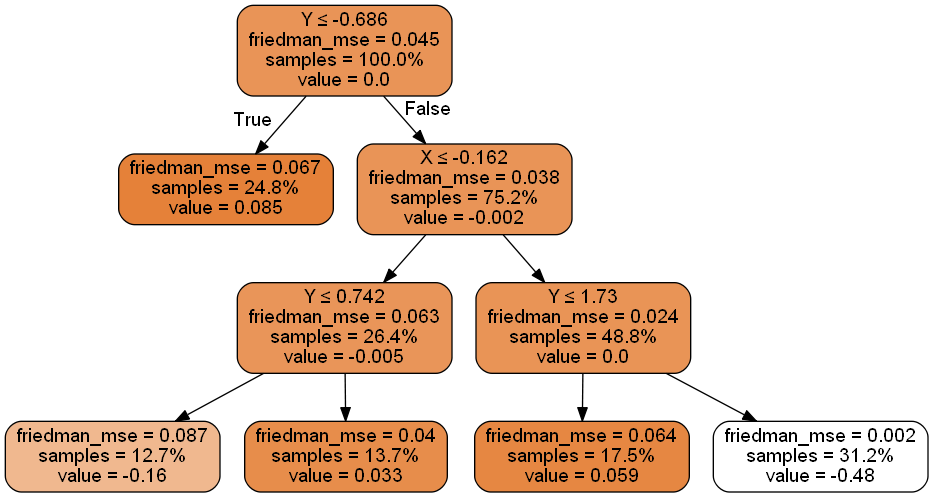 Y ≤ -0.686
friedman_mse = 0.045
samples = 100.0%
value = 0.0
True
False
friedman_mse = 0.067
samples = 24.8%
value = 0.085
X ≤ -0.162
friedman_mse = 0.038
samples = 75.2%
value = -0.002
Y ≤ 0.742
friedman_mse = 0.063
samples = 26.4%
value = -0.005
Y ≤ 1.73
friedman_mse = 0.024
samples = 48.8%
value = 0.0
friedman_mse = 0.087
samples = 12.7%
value = -0.16
friedman_mse = 0.04
samples = 13.7%
value = 0.033
friedman_mse = 0.064
samples = 17.5%
value = 0.059
friedman_mse = 0.002
samples = 31.2%
value = -0.48